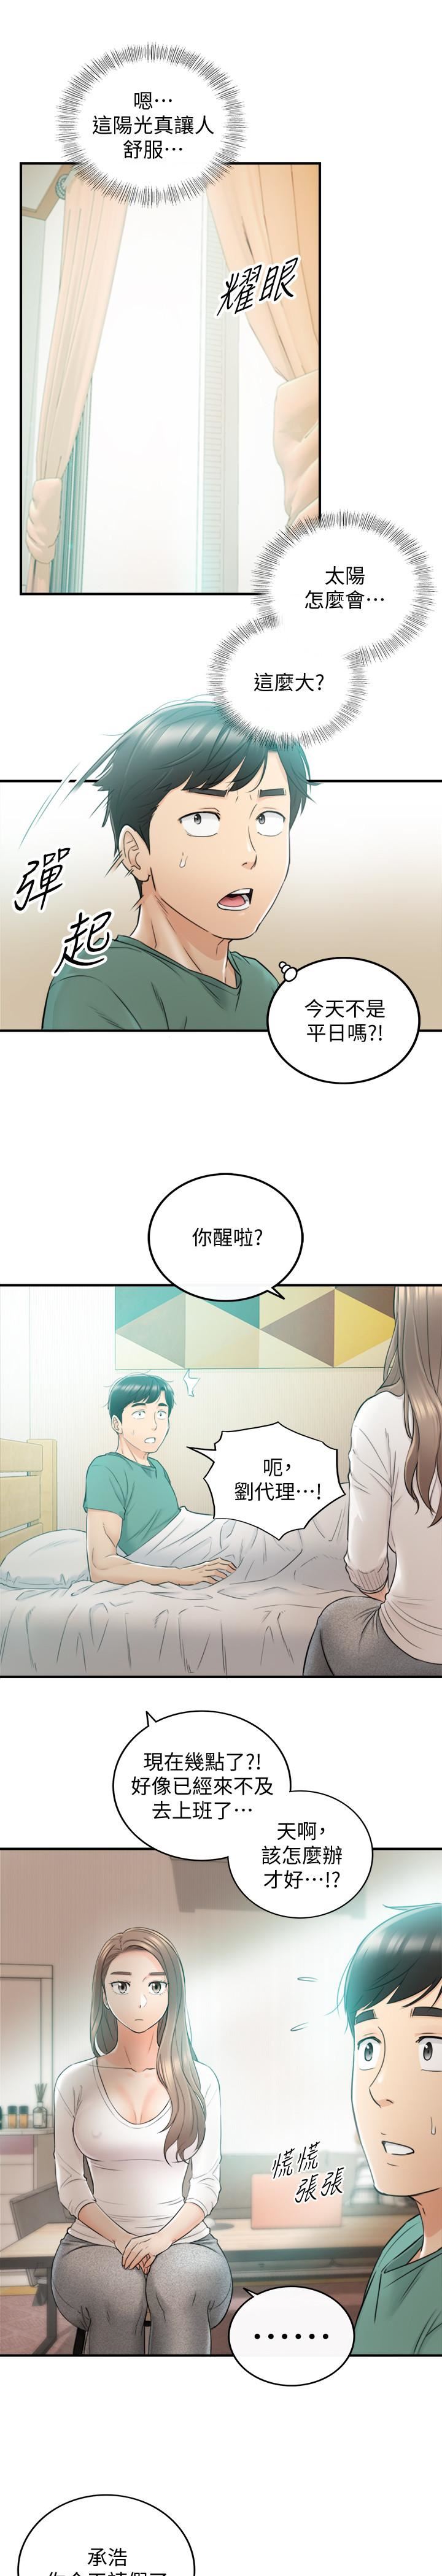 嗯⋯
這陽光真讓人
舒服⋯
耀眼
太陽
怎麼會⋯
這麼大?
彈起
今天不是
平日嗎?!
你醒啦?
呃，
劉代理⋯!
現在幾點了?!
好像已經來不及
去上班了⋯
天啊，
該怎麼辦
才好⋯!?
慌慌
張張
⋯⋯
承浩